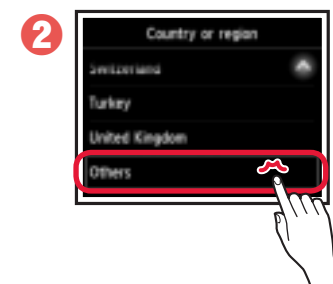 2
Country or region
Switzerland
Turkey
United Kingdom
Others